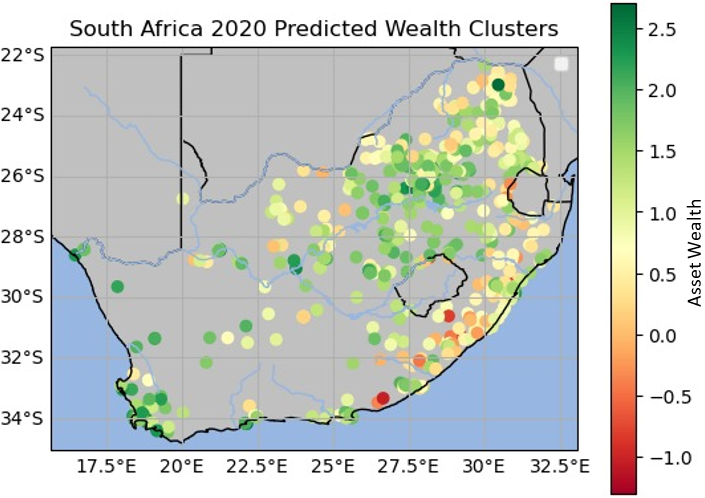 South Africa 2020 Predicted Wealth Clusters
22°S
24°S
26°S
28°S
30°S
32°S
34°S
17.5°E 20°E 22.5°E 25°E 27.5°E 30°E 32.5°E
2.5
2.0
1.5
1.0
0.5
0.0
−0.5
−1.0
Asset Wealth